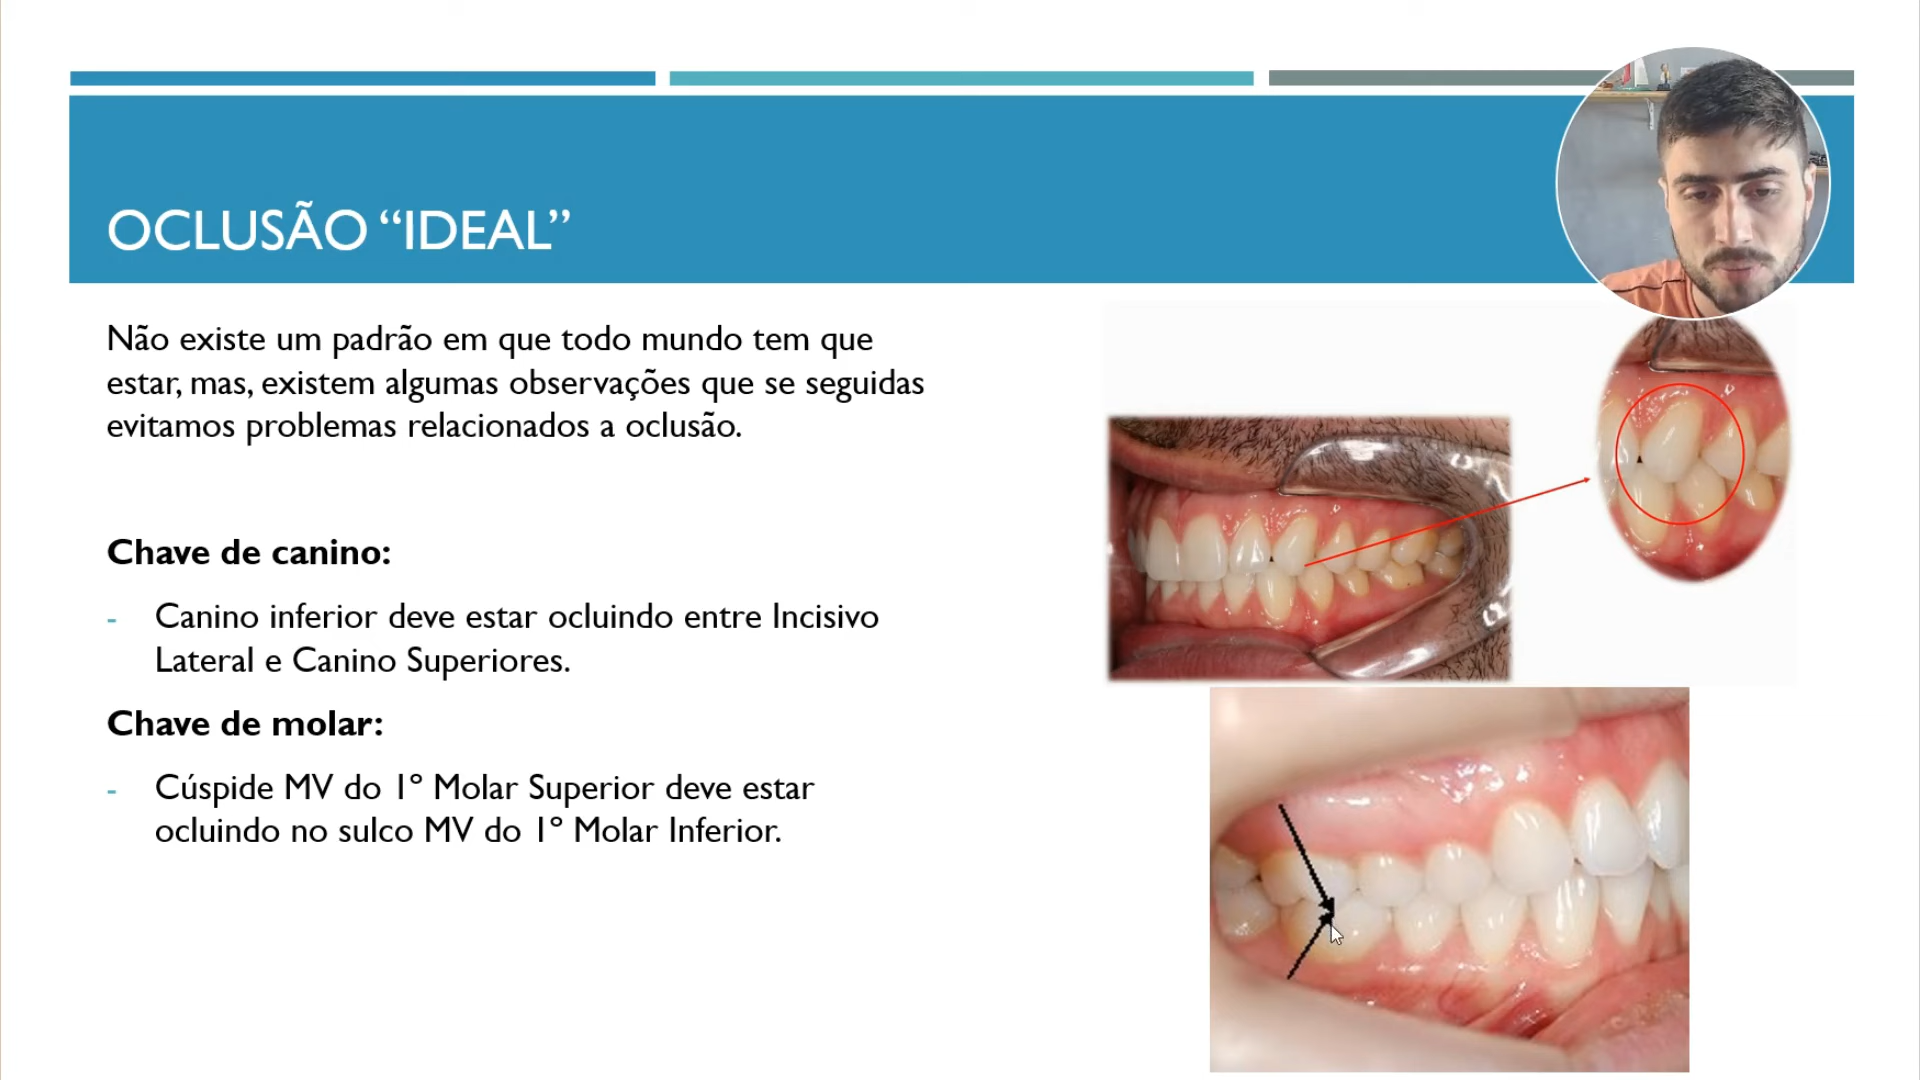 OCLUSÃO “IDEAL”
Não existe um padrão em que todo mundo tem que
estar, mas, existem algumas observações que se seguidas
evitamos problemas relacionados a oclusão.
Chave de canino:
- Canino inferior deve estar ocluindo entre Incisivo
Lateral e Canino Superiores.
Chave de molar:
- Cúspide MV do 1º Molar Superior deve estar
ocluindo no sulco MV do 1º Molar Inferior.